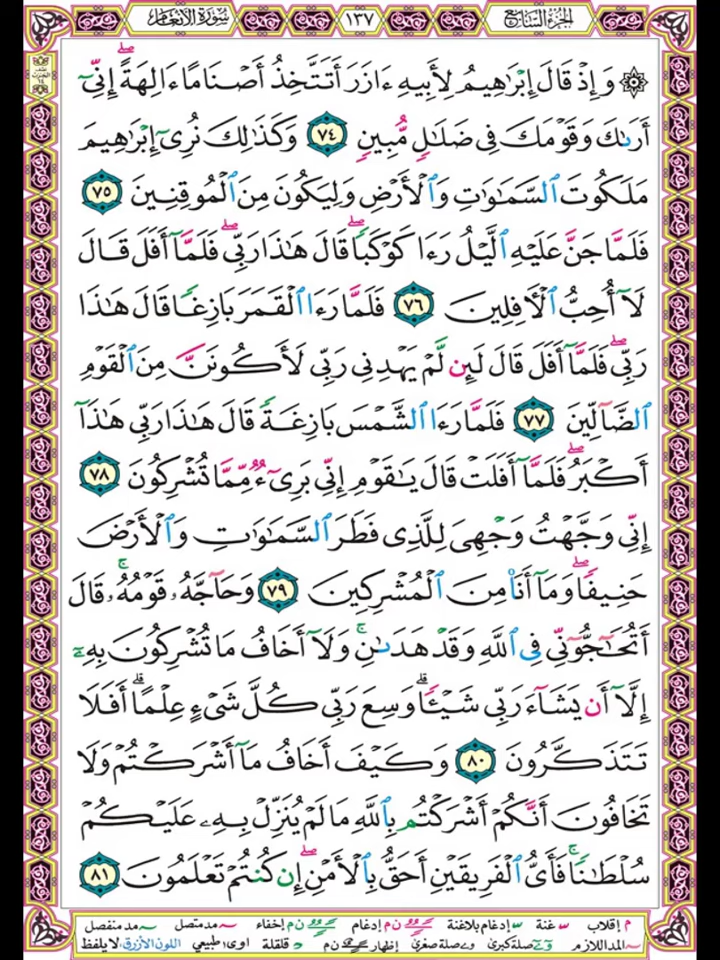 الجزء السابع
١٣٧
سورة الأنعام
۞ وَإِذْ قَالَ إِبْرَٰهِيمُ لِأَبِيهِ ءَازَرَ أَتَتَّخِذُ أَصْنَامًا ءَالِهَةً ۖ إِنِّىٓ
أَرَىٰكَ وَقَوْمَكَ فِى ضَلَٰلٍ مُّبِينٍ ٧٤ وَكَذَٰلِكَ نُرِىٓ إِبْرَٰهِيمَ
مَلَكُوتَ ٱلسَّمَٰوَٰتِ وَٱلْأَرْضِ وَلِيَكُونَ مِنَ ٱلْمُوقِنِينَ ٧٥
فَلَمَّا جَنَّ عَلَيْهِ ٱلَّيْلُ رَءَا كَوْكَبًا ۖ قَالَ هَٰذَا رَبِّى ۖ فَلَمَّآ أَفَلَ قَالَ
لَآ أُحِبُّ ٱلْءَافِلِينَ ٧٦ فَلَمَّا رَءَا ٱلْقَمَرَ بَازِغًا قَالَ هَٰذَا
رَبِّى ۖ فَلَمَّآ أَفَلَ قَالَ لَئِن لَّمْ يَهْدِنِى رَبِّى لَأَكُونَنَّ مِنَ ٱلْقَوْمِ
ٱلضَّآلِّينَ ٧٧ فَلَمَّا رَءَا ٱلشَّمْسَ بَازِغَةً قَالَ هَٰذَا رَبِّى هَٰذَآ
أَكْبَرُ ۖ فَلَمَّآ أَفَلَتْ قَالَ يَٰقَوْمِ إِنِّى بَرِىٓءٌ مِّمَّا تُشْرِكُونَ ٧٨
إِنِّى وَجَّهْتُ وَجْهِىَ لِلَّذِى فَطَرَ ٱلسَّمَٰوَٰتِ وَٱلْأَرْضَ
حَنِيفًا ۖ وَمَآ أَنَا۠ مِنَ ٱلْمُشْرِكِينَ ٧٩ وَحَآجَّهُۥ قَوْمُهُۥ ۚ قَالَ
أَتُحَٰٓجُّوٓنِّى فِى ٱللَّهِ وَقَدْ هَدَىٰنِ ۚ وَلَآ أَخَافُ مَا تُشْرِكُونَ بِهِۦٓ
إِلَّآ أَن يَشَآءَ رَبِّى شَيْـًٔا ۗ وَسِعَ رَبِّى كُلَّ شَىْءٍ عِلْمًا ۗ أَفَلَا
تَتَذَكَّرُونَ ٨٠ وَكَيْفَ أَخَافُ مَآ أَشْرَكْتُمْ وَلَا
تَخَافُونَ أَنَّكُمْ أَشْرَكْتُم بِٱللَّهِ مَا لَمْ يُنَزِّلْ بِهِۦ عَلَيْكُمْ
سُلْطَٰنًا ۚ فَأَىُّ ٱلْفَرِيقَيْنِ أَحَقُّ بِٱلْأَمْنِ ۖ إِن كُنتُمْ تَعْلَمُونَ ٨١
م إقلاب غنة إدغام بلاغنة ن م إدغام ن م إخفاء مد متصل مد منفصل
المد اللازم صلة كبرى صلة صغرى إظهار ن م قلقلة اوى: طبيعي اللون الأزرق: لا يلفظ